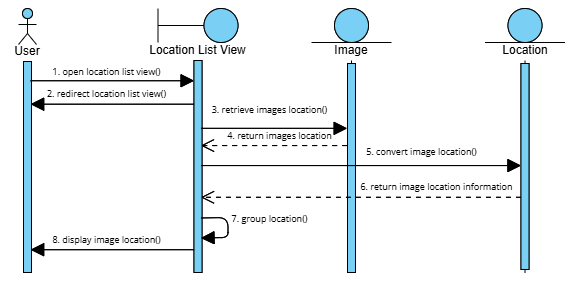 User
Location List View
Image
Location
1. open location list view()
2. redirect location list view()
3. retrieve images location()
4. return images location
5. convert image location()
6. return image location information
7. group location()
8. display image location()